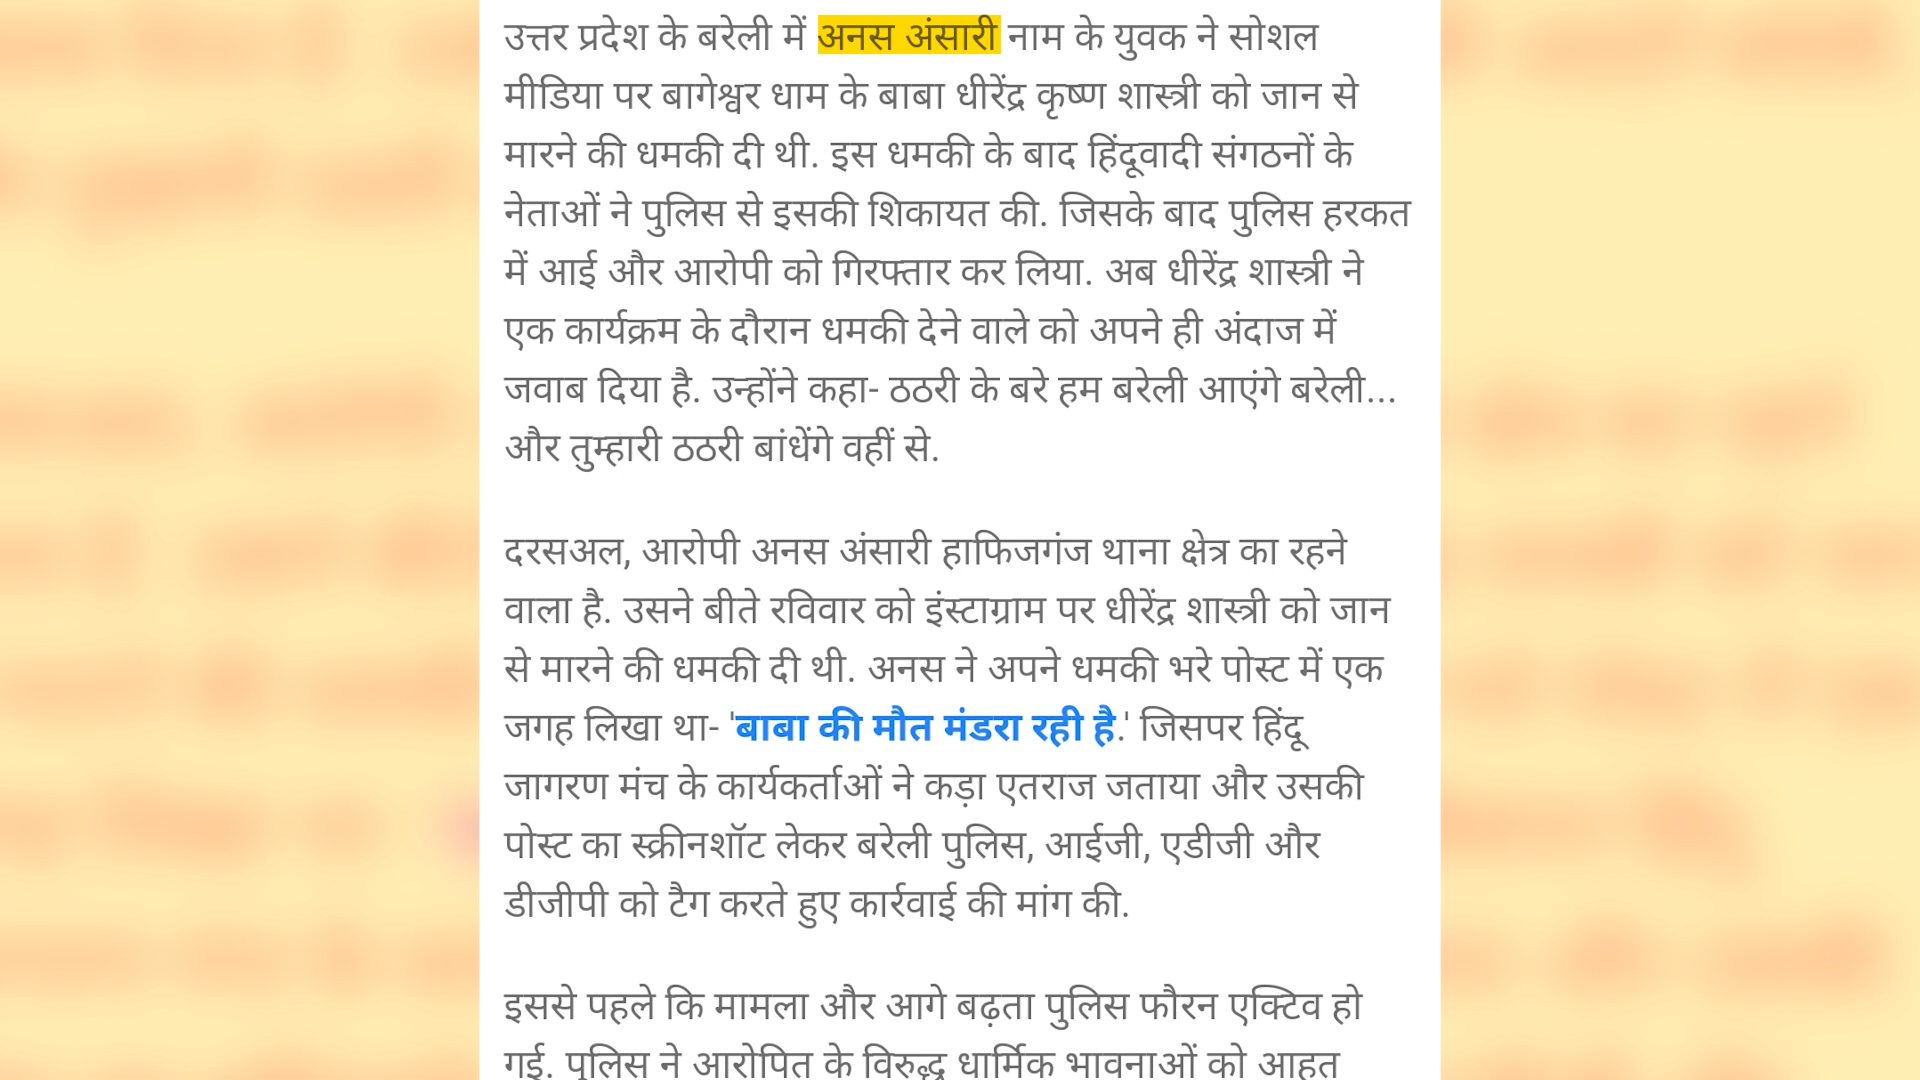 उत्तर प्रदेश के बरेली में अनस अंसारी नाम के युवक ने सोशल
मीडिया पर बागेश्वर धाम के बाबा धीरेंद्र कृष्ण शास्त्री को जान से
मारने की धमकी दी थी. इस धमकी के बाद हिंदूवादी संगठनों के
नेताओं ने पुलिस से इसकी शिकायत की. जिसके बाद पुलिस हरकत
में आई और आरोपी को गिरफ्तार कर लिया. अब धीरेंद्र शास्त्री ने
एक कार्यक्रम के दौरान धमकी देने वाले को अपने ही अंदाज में
जवाब दिया है. उन्होंने कहा- ठठरी के बरे हम बरेली आएंगे बरेली...
और तुम्हारी ठठरी बांधेंगे वहीं से.
दरसअल, आरोपी अनस अंसारी हाफिजगंज थाना क्षेत्र का रहने
वाला है. उसने बीते रविवार को इंस्टाग्राम पर धीरेंद्र शास्त्री को जान
से मारने की धमकी दी थी. अनस ने अपने धमकी भरे पोस्ट में एक
जगह लिखा था- 'बाबा की मौत मंडरा रही है.' जिसपर हिंदू
जागरण मंच के कार्यकर्ताओं ने कड़ा एतराज जताया और उसकी
पोस्ट का स्क्रीनशॉट लेकर बरेली पुलिस, आईजी, एडीजी और
डीजीपी को टैग करते हुए कार्रवाई की मांग की.
इससे पहले कि मामला और आगे बढ़ता पुलिस फौरन एक्टिव हो
गई. पुलिस ने आरोपित के विरुद्ध धार्मिक भावनाओं को आहत